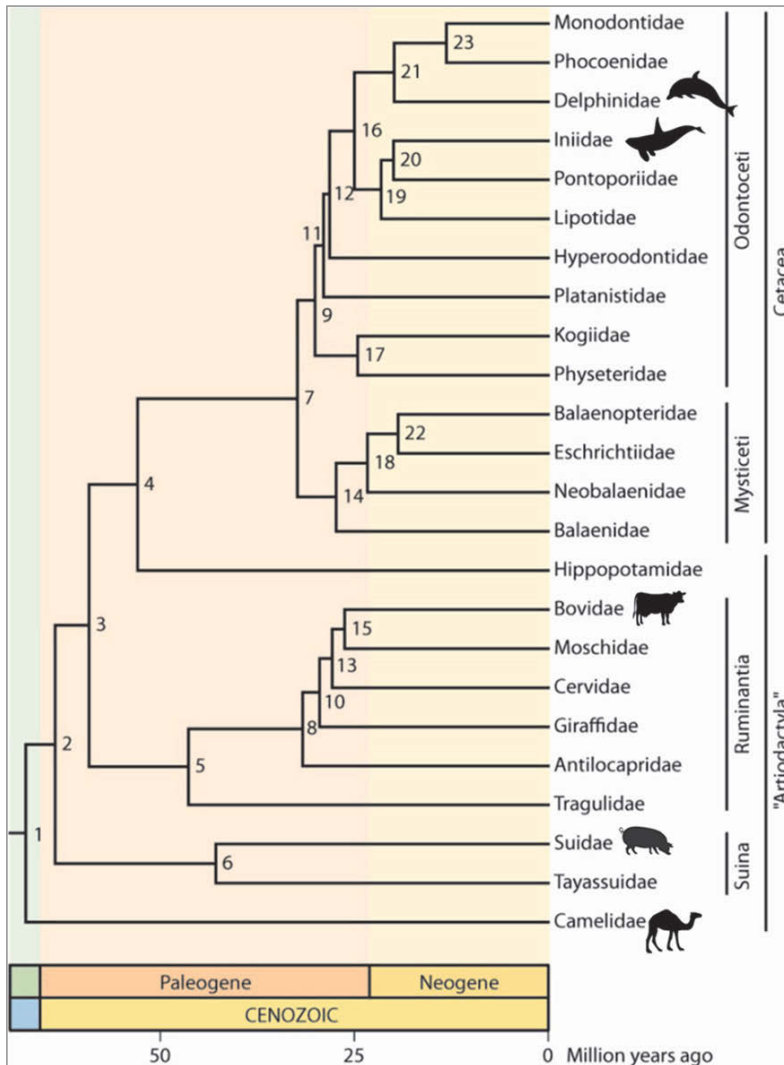 Monodontidae
23
Phocoenidae
21
Delphinidae
16
Iniidae
20
Pontoporiidae
12
19
Lipotidae
11
Hyperoodontidae
Platanistidae
9
Kogiidae
17
Physeteridae
Odontoceti
Cetacea
7
Balaenopteridae
22
Eschrichtiidae
18
Neobalaenidae
14
Balaenidae
Mysticeti
4
Hippopotamidae
Bovidae
15
3
Moschidae
13
Cervidae
10
Giraffidae
8
Antilocapridae
5
Tragulidae
Ruminantia
"Artiodactyla"
2
1
Suidae
6
Tayassuidae
Suina
Camelidae
Paleogene Neogene
CENOZOIC
50 25 0 Million years ago